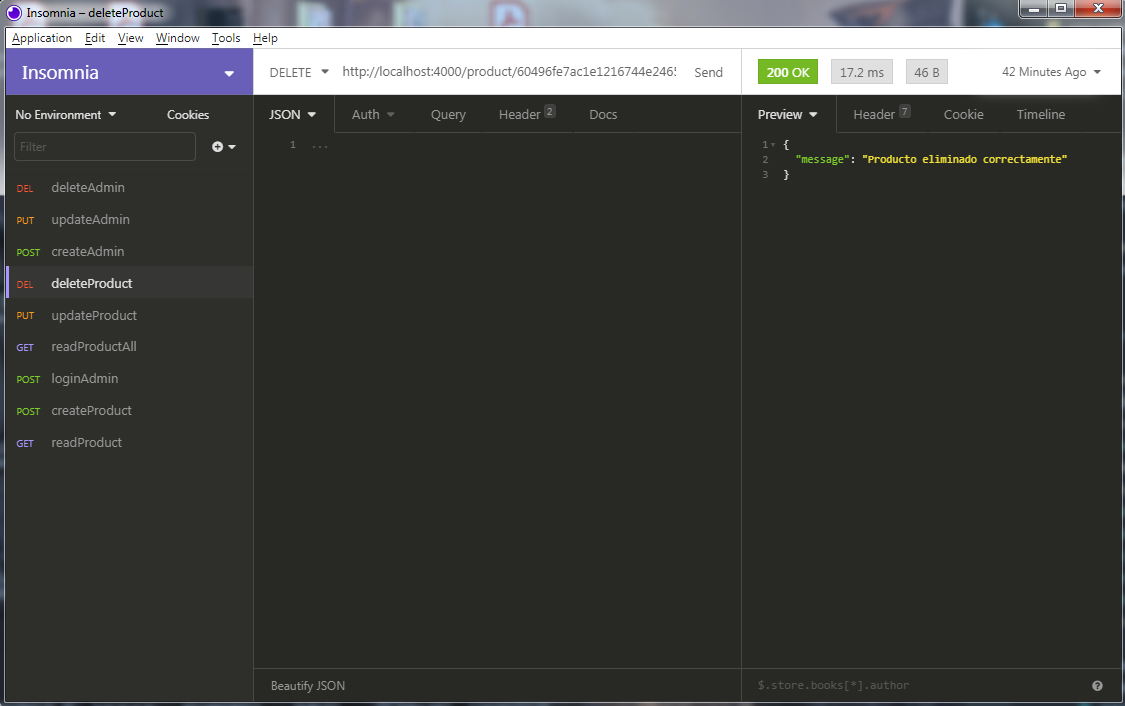 Insomnia – deleteProduct
Application Edit View Window Tools Help
Insomnia
DELETE http://localhost:4000/product/60496fe7ac1e1216744e2465 Send
200 OK 17.2 ms 46 B 42 Minutes Ago
No Environment Cookies
JSON Auth Query Header 2 Docs
Preview Header 7 Cookie Timeline
Filter
1 ...
1 {
2 "message": "Producto eliminado correctamente"
3 }
DEL deleteAdmin
PUT updateAdmin
POST createAdmin
DEL deleteProduct
PUT updateProduct
GET readProductAll
POST loginAdmin
POST createProduct
GET readProduct
Beautify JSON
$.store.books[*].author